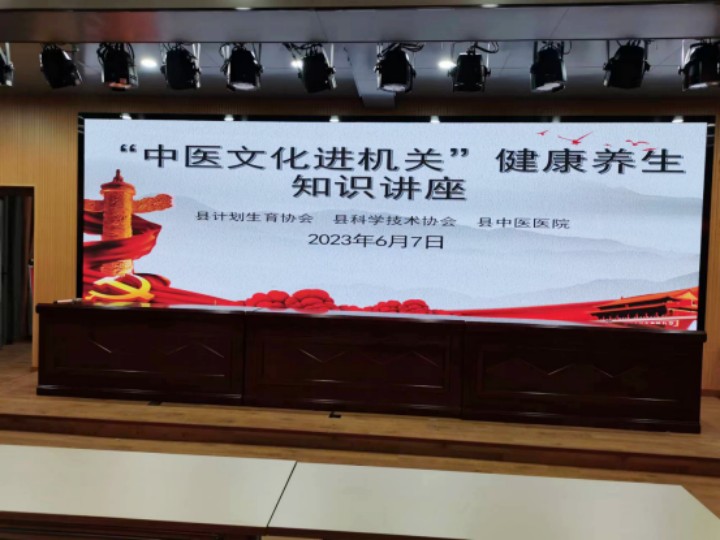 “中医文化进机关”健康养生
知识讲座
县计划生育协会 县科学技术协会 县中医医院
2023年6月7日